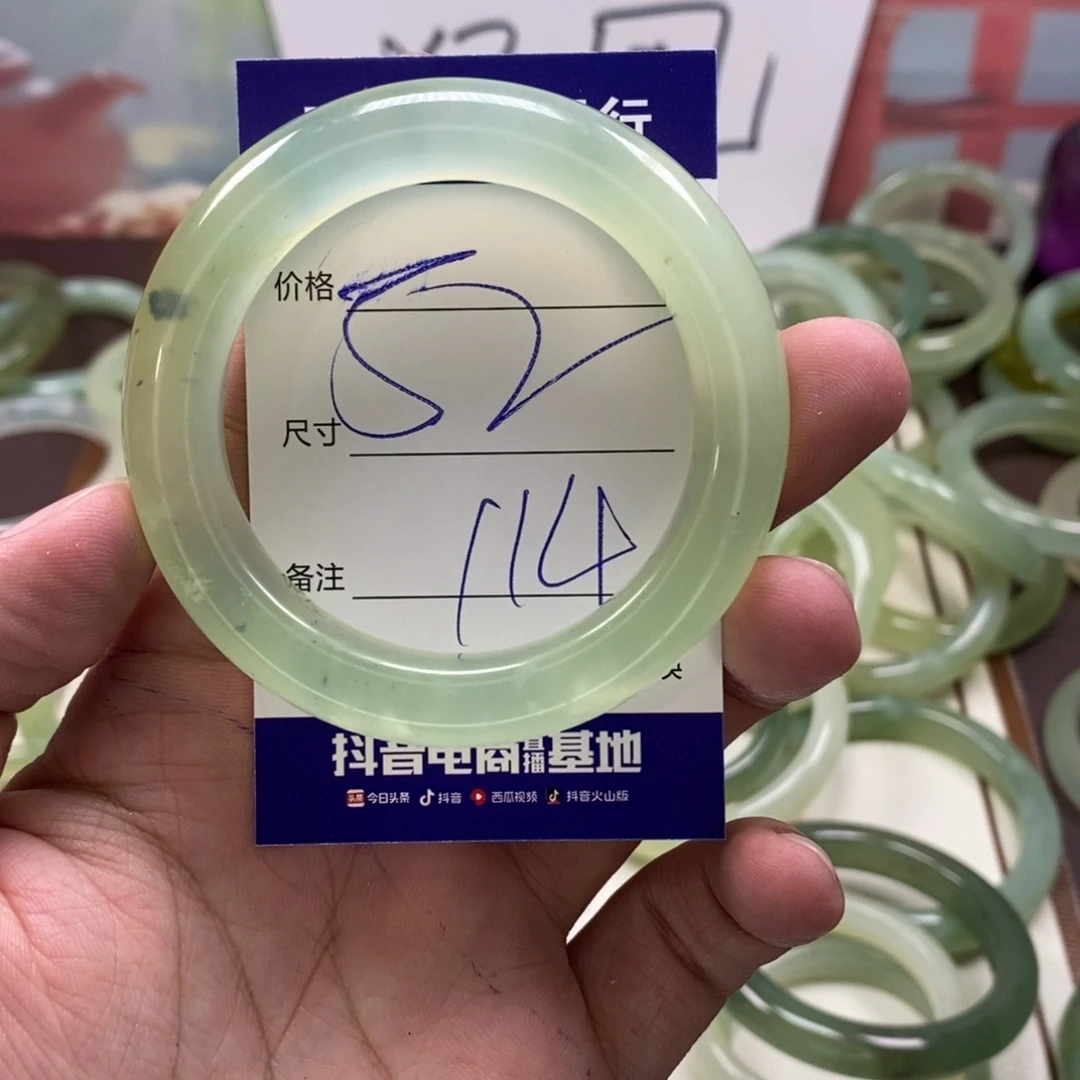 行
价格
52
尺寸
114
备注
抖音电商直播基地
今日头条 抖音 西瓜视频 抖音火山版